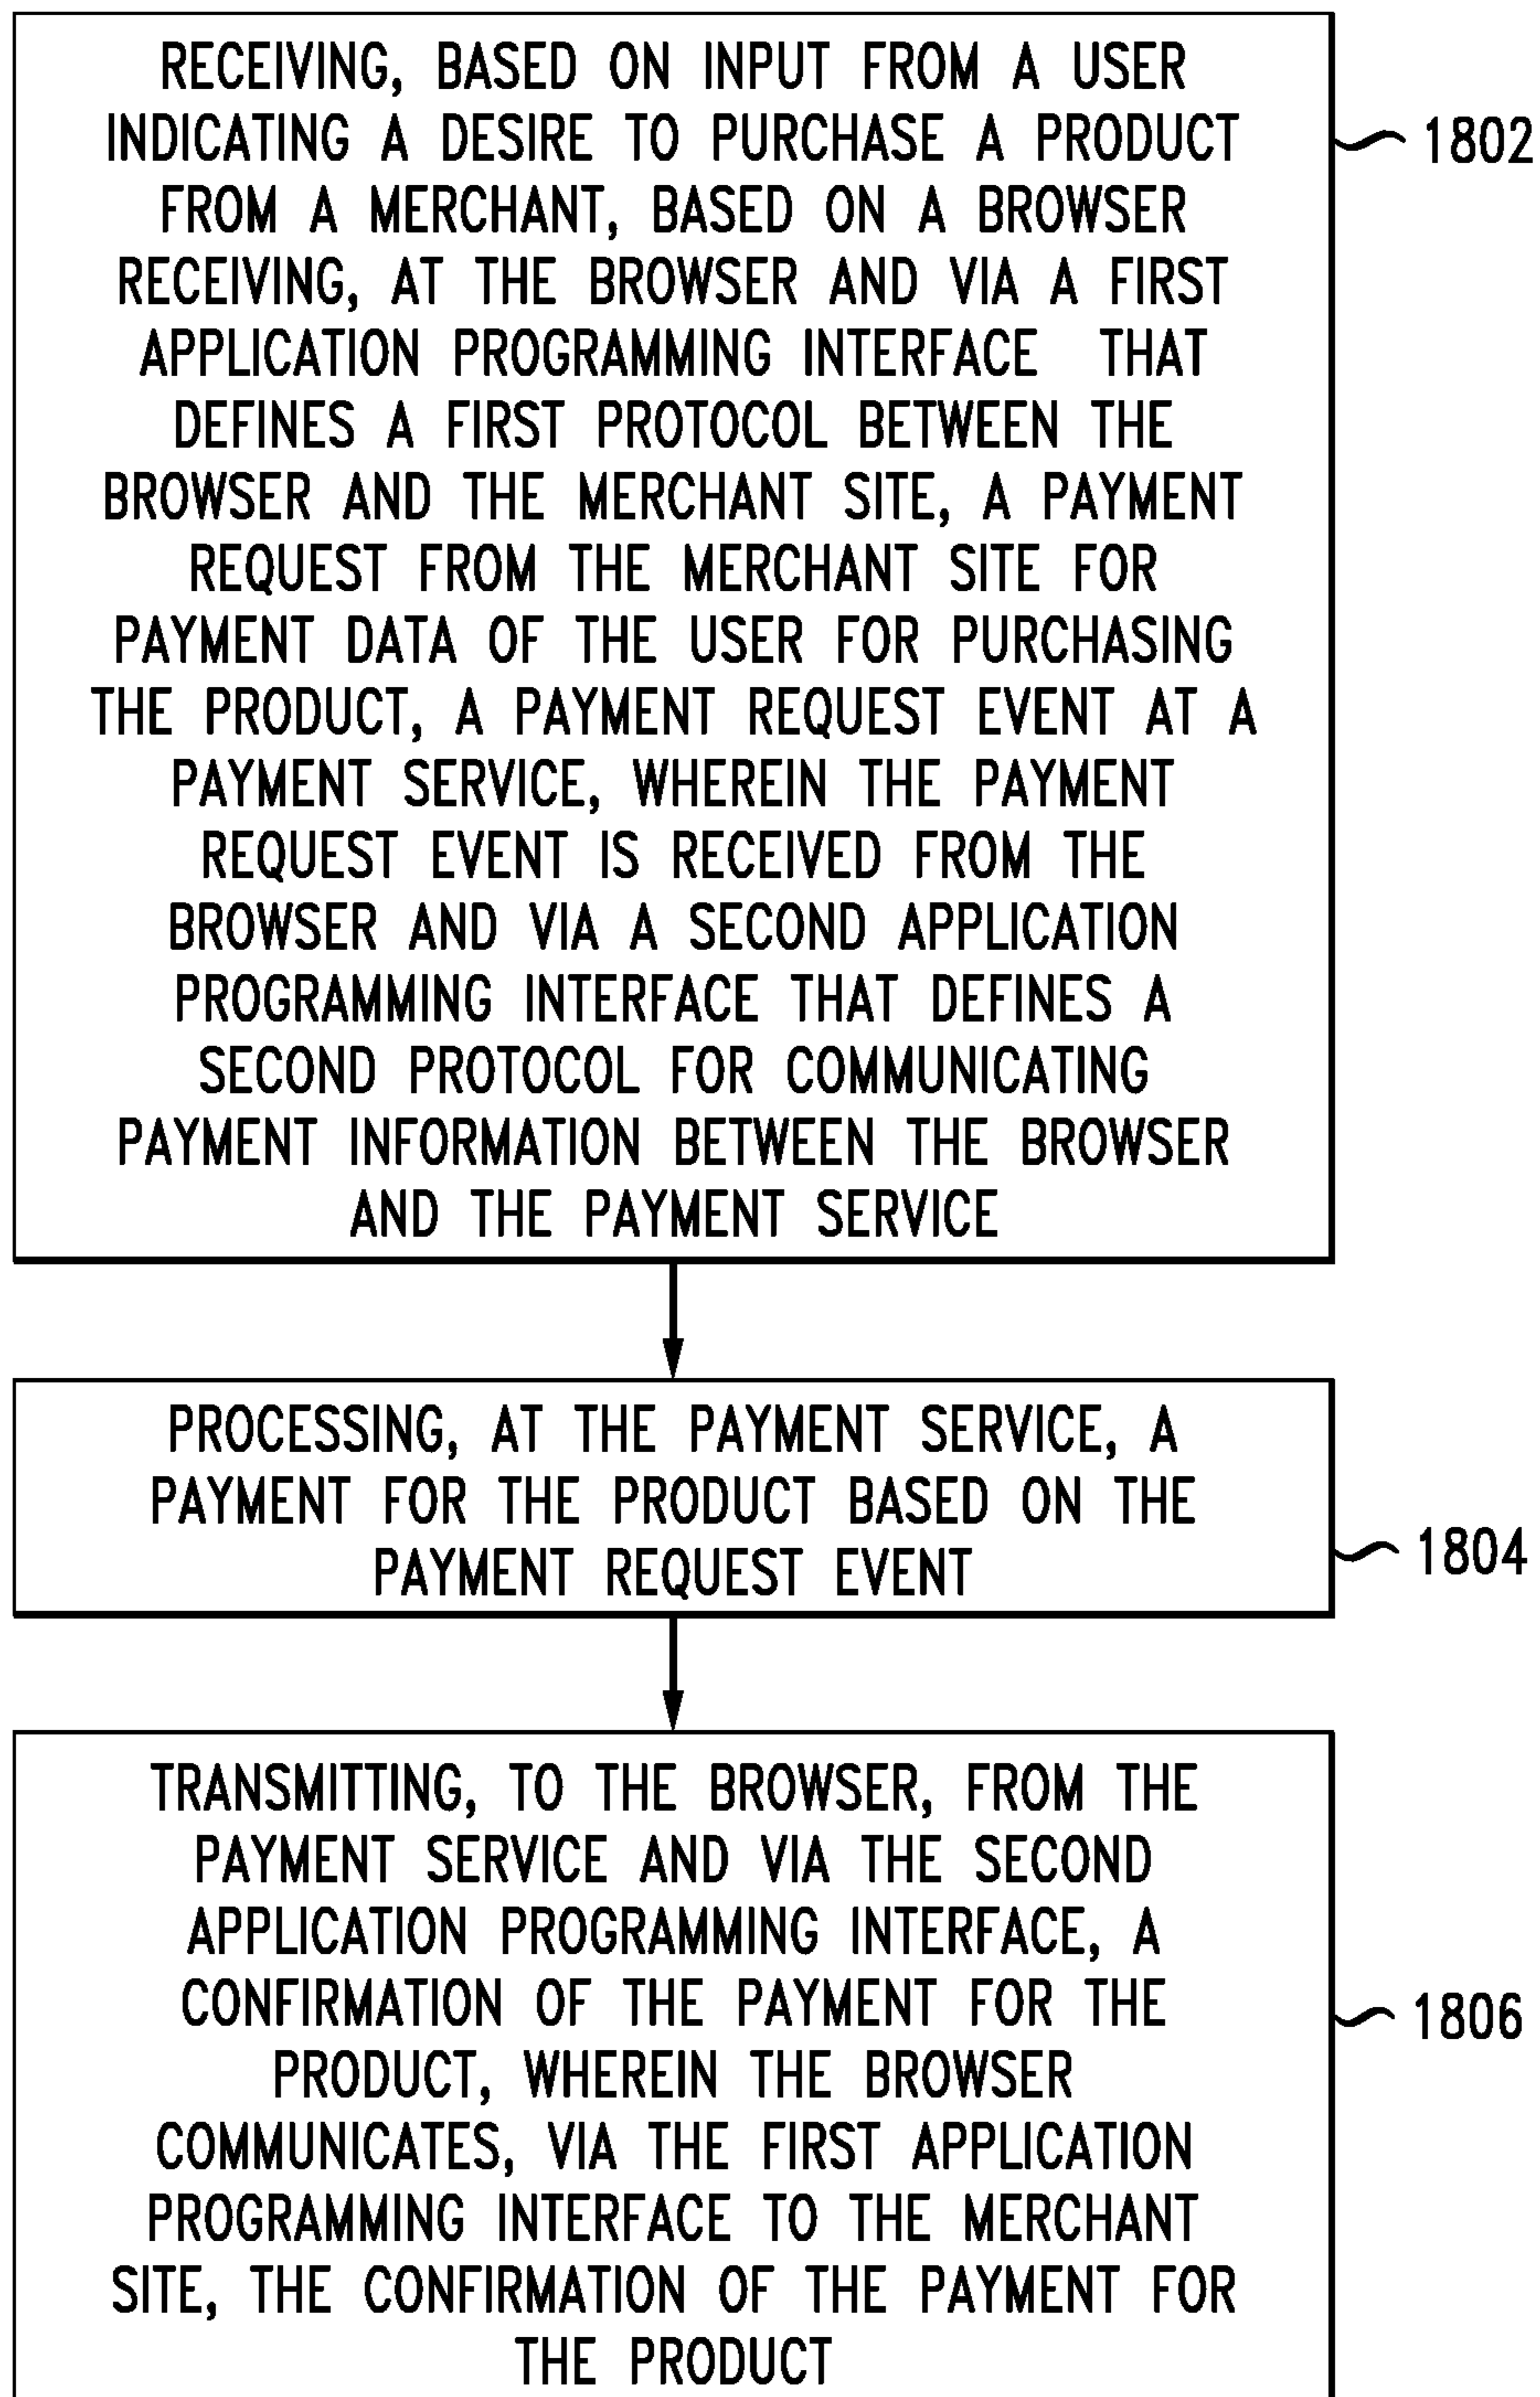 RECEIVING, BASED ON INPUT FROM A USER
INDICATING A DESIRE TO PURCHASE A PRODUCT
FROM A MERCHANT, BASED ON A BROWSER
RECEIVING, AT THE BROWSER AND VIA A FIRST
APPLICATION PROGRAMMING INTERFACE THAT
DEFINES A FIRST PROTOCOL BETWEEN THE
BROWSER AND THE MERCHANT SITE, A PAYMENT
REQUEST FROM THE MERCHANT SITE FOR
PAYMENT DATA OF THE USER FOR PURCHASING
THE PRODUCT, A PAYMENT REQUEST EVENT AT A
PAYMENT SERVICE, WHEREIN THE PAYMENT
REQUEST EVENT IS RECEIVED FROM THE
BROWSER AND VIA A SECOND APPLICATION
PROGRAMMING INTERFACE THAT DEFINES A
SECOND PROTOCOL FOR COMMUNICATING
PAYMENT INFORMATION BETWEEN THE BROWSER
AND THE PAYMENT SERVICE
1802
PROCESSING, AT THE PAYMENT SERVICE, A
PAYMENT FOR THE PRODUCT BASED ON THE
PAYMENT REQUEST EVENT
1804
TRANSMITTING, TO THE BROWSER, FROM THE
PAYMENT SERVICE AND VIA THE SECOND
APPLICATION PROGRAMMING INTERFACE, A
CONFIRMATION OF THE PAYMENT FOR THE
PRODUCT, WHEREIN THE BROWSER
COMMUNICATES, VIA THE FIRST APPLICATION
PROGRAMMING INTERFACE TO THE MERCHANT
SITE, THE CONFIRMATION OF THE PAYMENT FOR
THE PRODUCT
1806